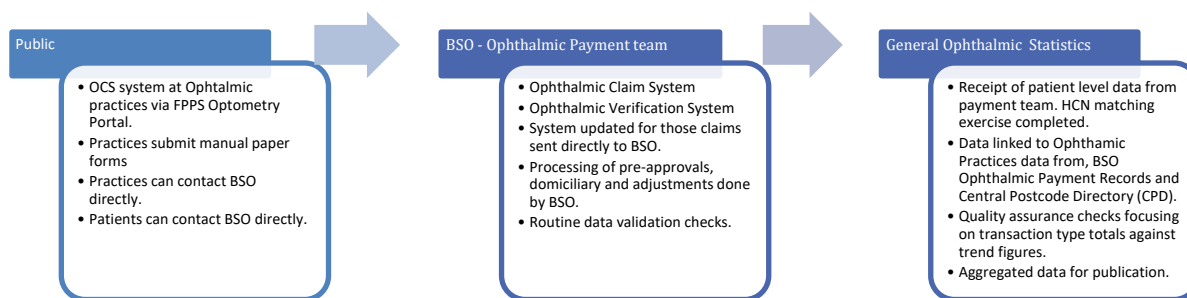 Public
• OCS system at Ophtalmic
practices via FPPS Optometry
Portal.
• Practices submit manual paper
forms
• Practices can contact BSO
directly.
• Patients can contact BSO directly.
BSO - Ophthalmic Payment team
• Ophthalmic Claim System
• Ophthalmic Verification System
• System updated for those claims
sent directly to BSO.
• Processing of pre-approvals,
domiciliary and adjustments done
by BSO.
• Routine data validation checks.
General Ophthalmic Statistics
• Receipt of patient level data from
payment team. HCN matching
exercise completed.
• Data linked to Ophthamic
Practices data from, BSO
Ophthalmic Payment Records and
Central Postcode Directory (CPD).
• Quality assurance checks focusing
on transaction type totals against
trend figures.
• Aggregated data for publication.